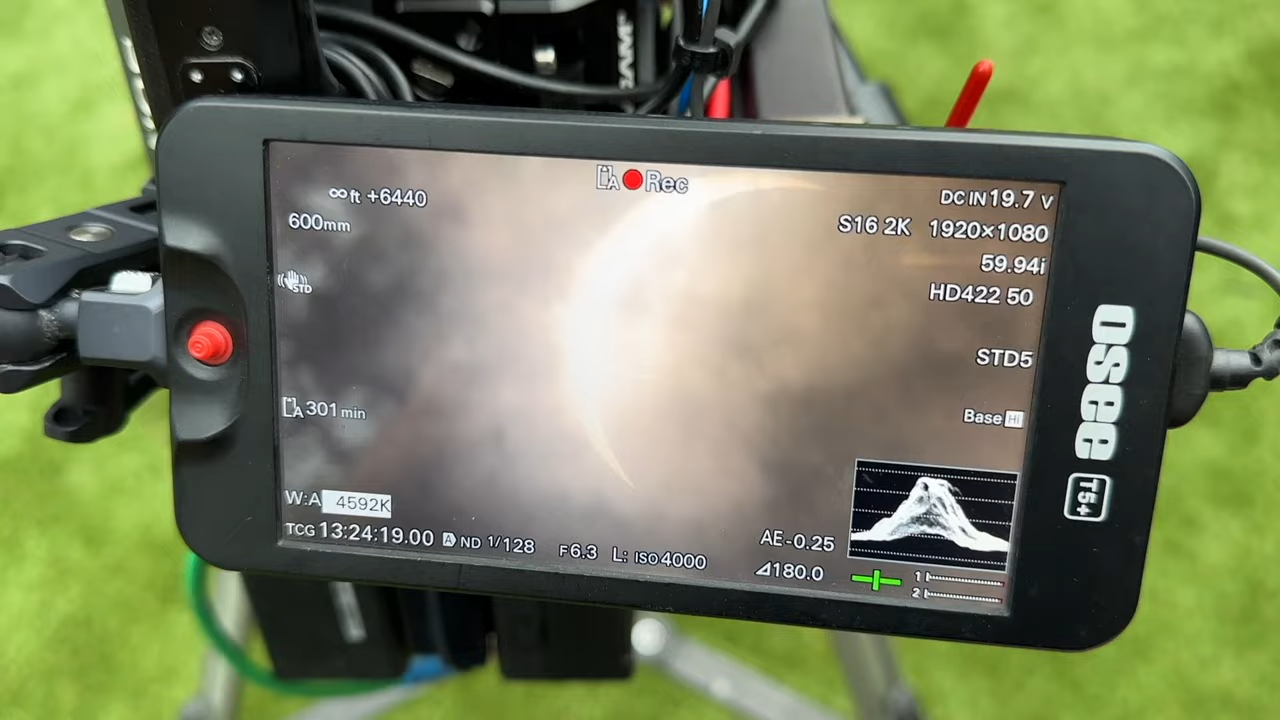 CAM
A Rec
∞ft +6440
DC IN 19.7 V
600mm
S16 2K 1920×1080
59.94i
STD
HD422 50
STD5
A 301 min
Base Hi
W:A 4592K
TCG 13:24:19.00 A ND 1/128 F6.3 L: ISO4000
AE-0.25
⊿180.0
1
2
osee
T5+